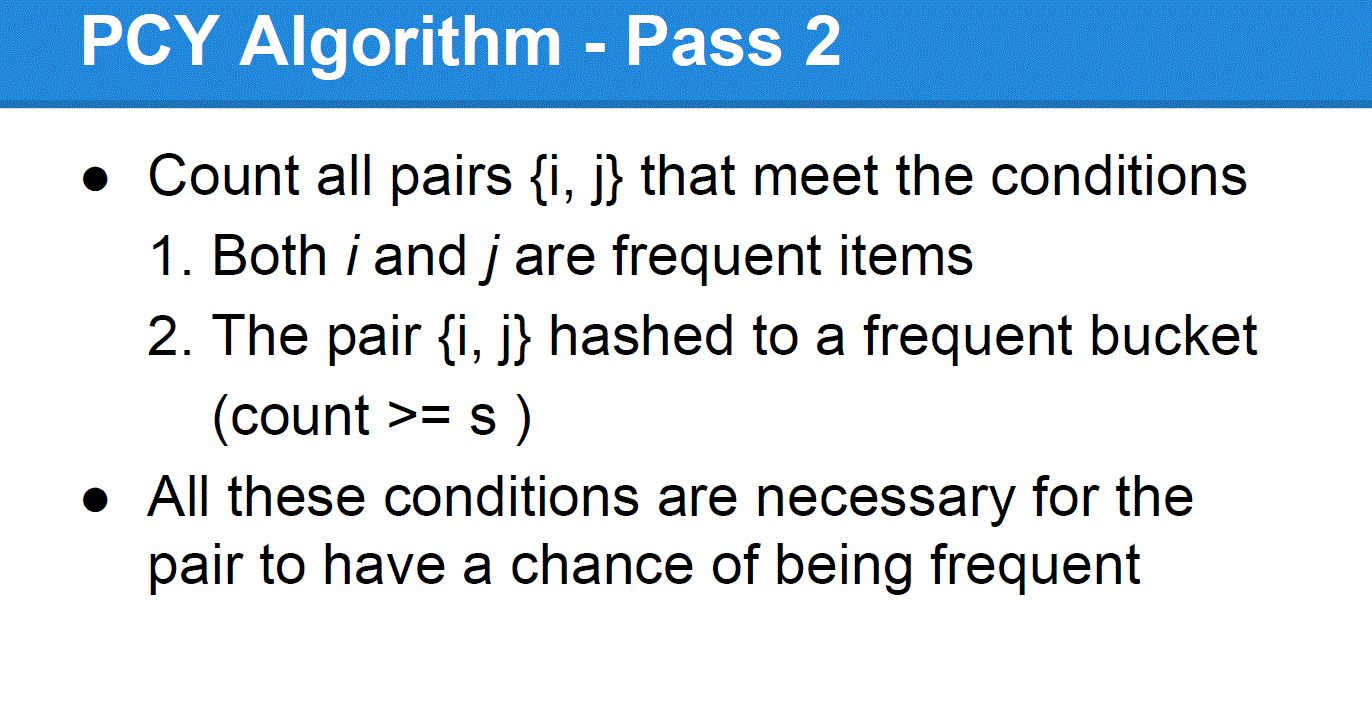 PCY Algorithm - Pass 2
● Count all pairs {i, j} that meet the conditions
1. Both i and j are frequent items
2. The pair {i, j} hashed to a frequent bucket
(count >= s )
● All these conditions are necessary for the
pair to have a chance of being frequent